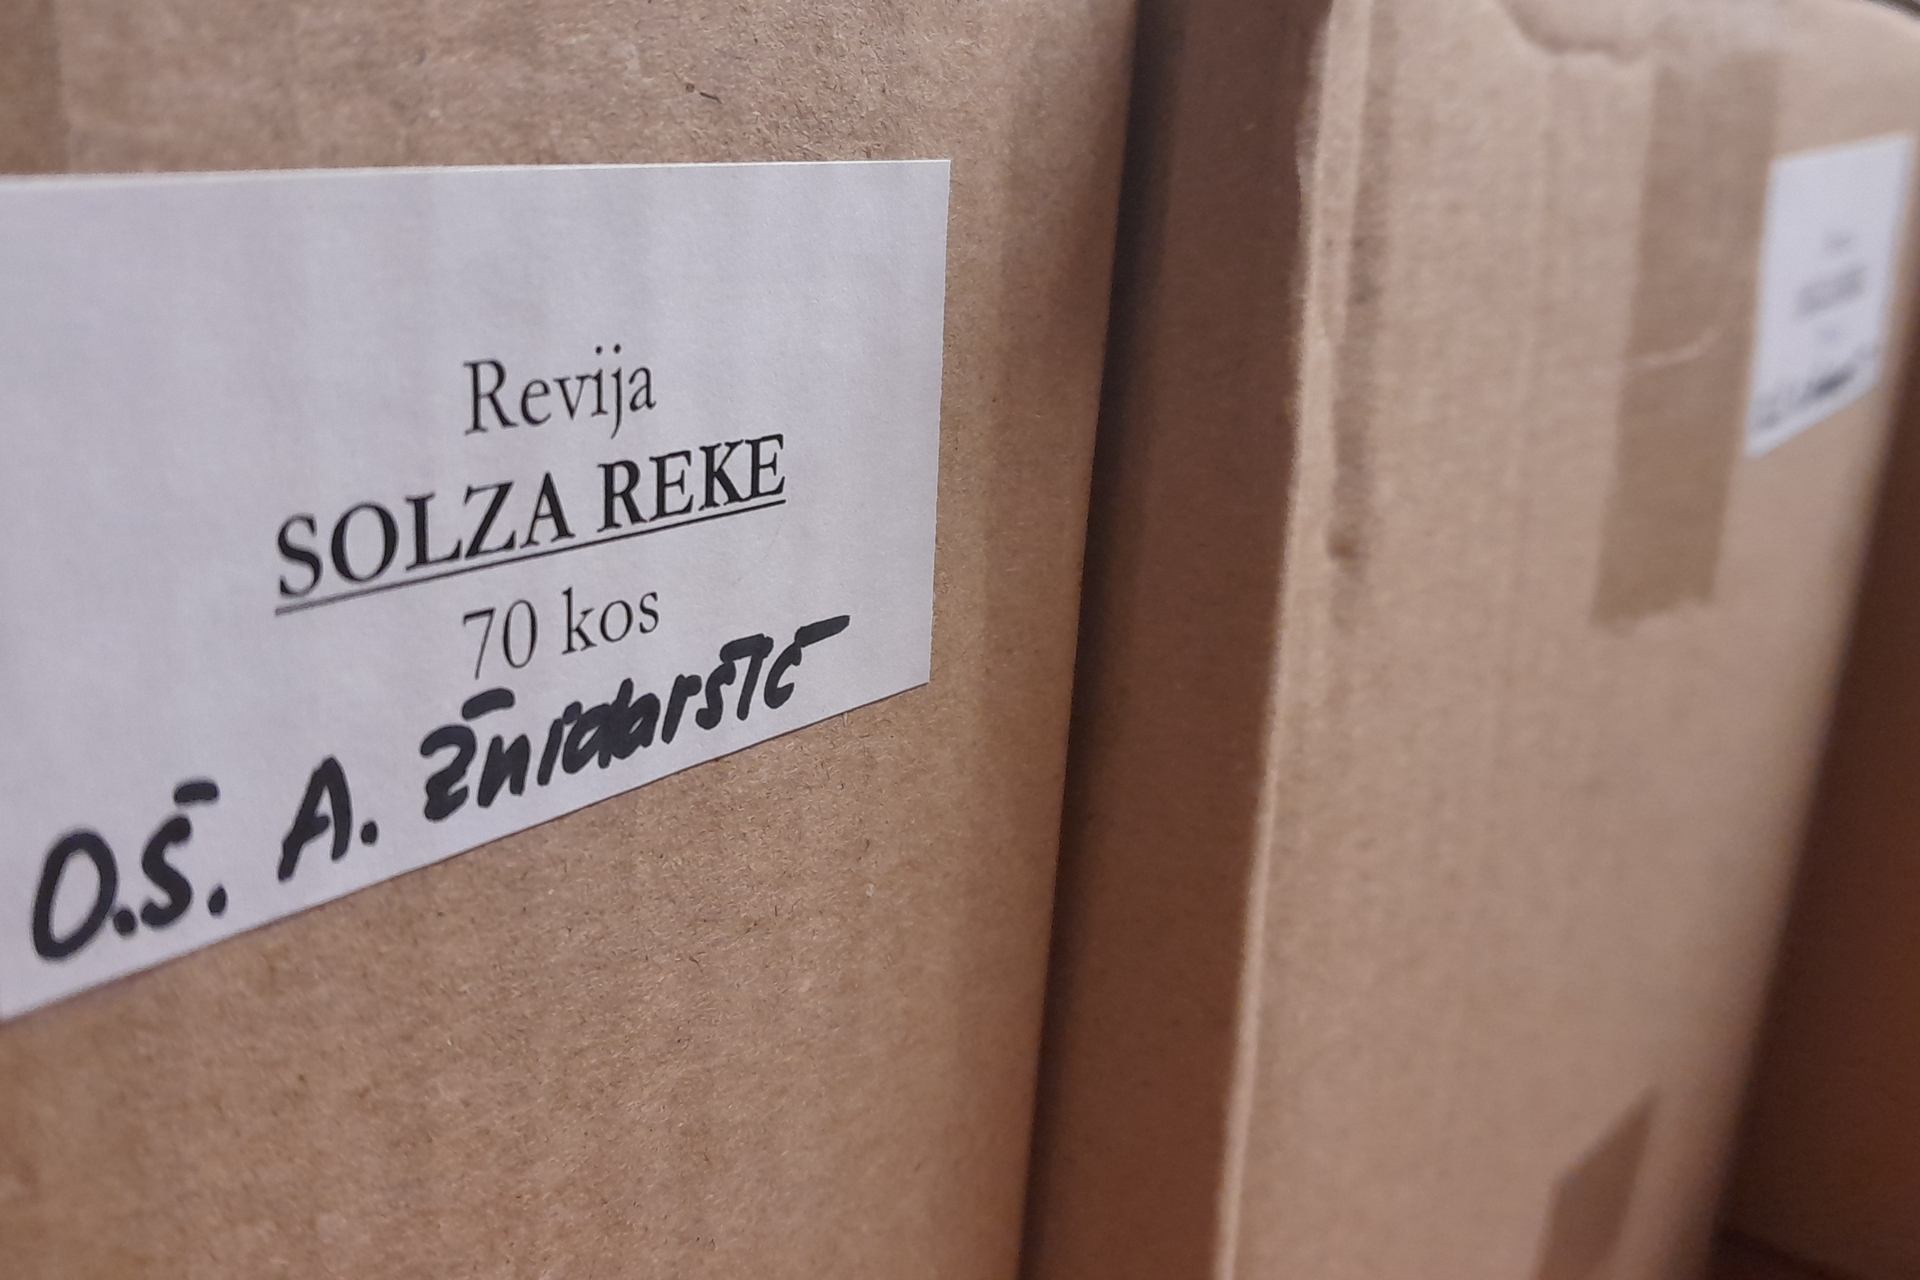 Revija
SOLZA REKE
70 kos
O.Š. A. Žnidaršič